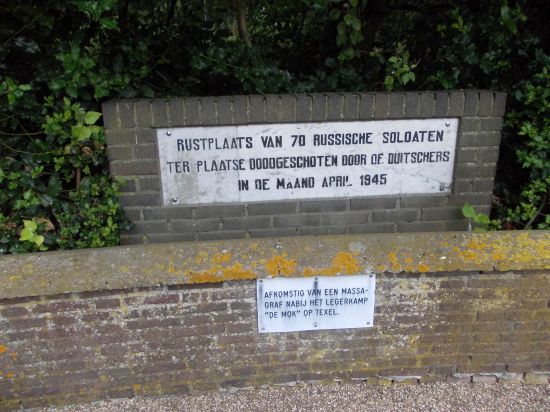 RUSTPLAATS VAN 70 RUSSISCHE SOLDATEN
TER PLAATSE DOODGESCHOTEN DOOR DE DUITSCHERS
IN DE MAAND APRIL 1945
AFKOMSTIG VAN EEN MASSA-
GRAF NABIJ HET LEGERKAMP
"DE MOK" OP TEXEL.